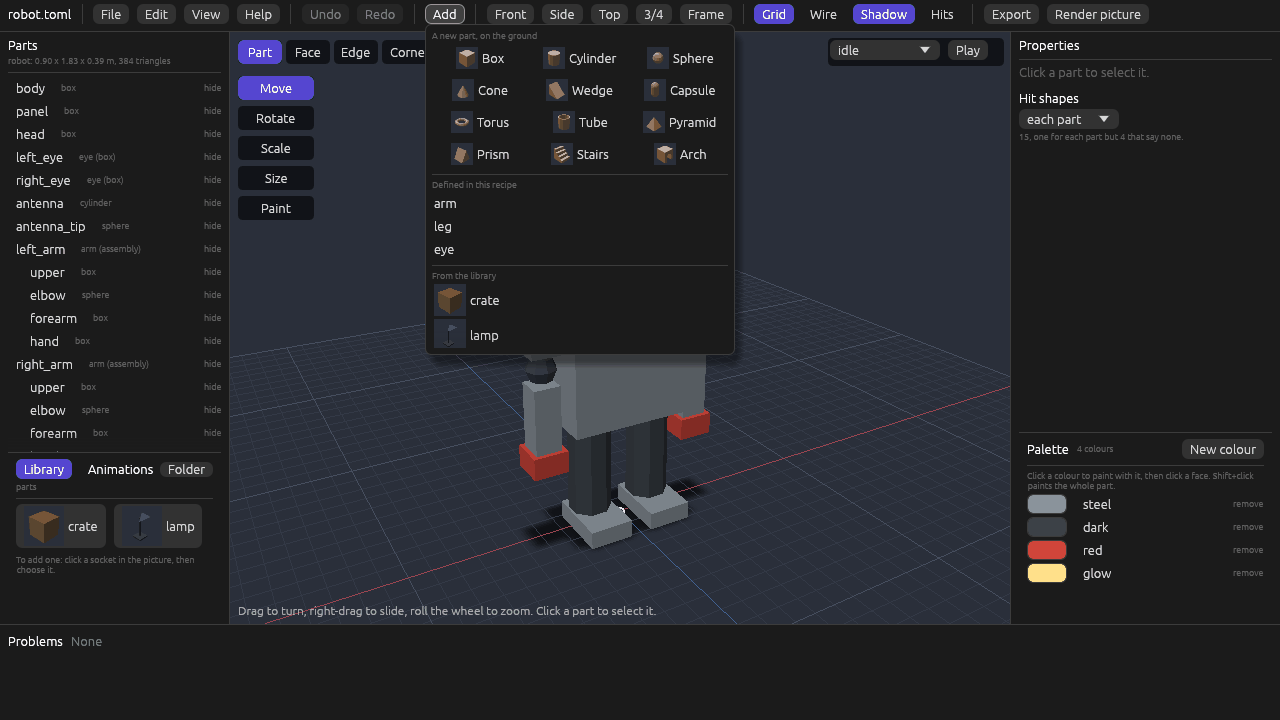 robot.toml File Edit View Help Undo Redo Add Front Side Top 3/4 Frame Grid Wire Shadow Hits Export Render picture
Parts
robot: 0.90 x 1.83 x 0.39 m, 384 triangles
body box hide
panel box hide
head box hide
left_eye eye (box) hide
right_eye eye (box) hide
antenna cylinder hide
antenna_tip sphere hide
left_arm arm (assembly) hide
upper box hide
elbow sphere hide
forearm box hide
hand box hide
right_arm arm (assembly) hide
upper box hide
elbow sphere hide
forearm box hide
Library Animations Folder
parts
crate lamp
To add one: click a socket in the picture, then
choose it.
Part Face Edge Corne
Move
Rotate
Scale
Size
Paint
A new part, on the ground
Box Cylinder Sphere
Cone Wedge Capsule
Torus Tube Pyramid
Prism Stairs Arch
Defined in this recipe
arm
leg
eye
From the library
crate
lamp
idle Play
Drag to turn, right-drag to slide, roll the wheel to zoom. Click a part to select it.
Properties
Click a part to select it.
Hit shapes
each part
15, one for each part but 4 that say none.
Palette 4 colours New colour
Click a colour to paint with it, then click a face. Shift+click
paints the whole part.
steel remove
dark remove
red remove
glow remove
Problems None